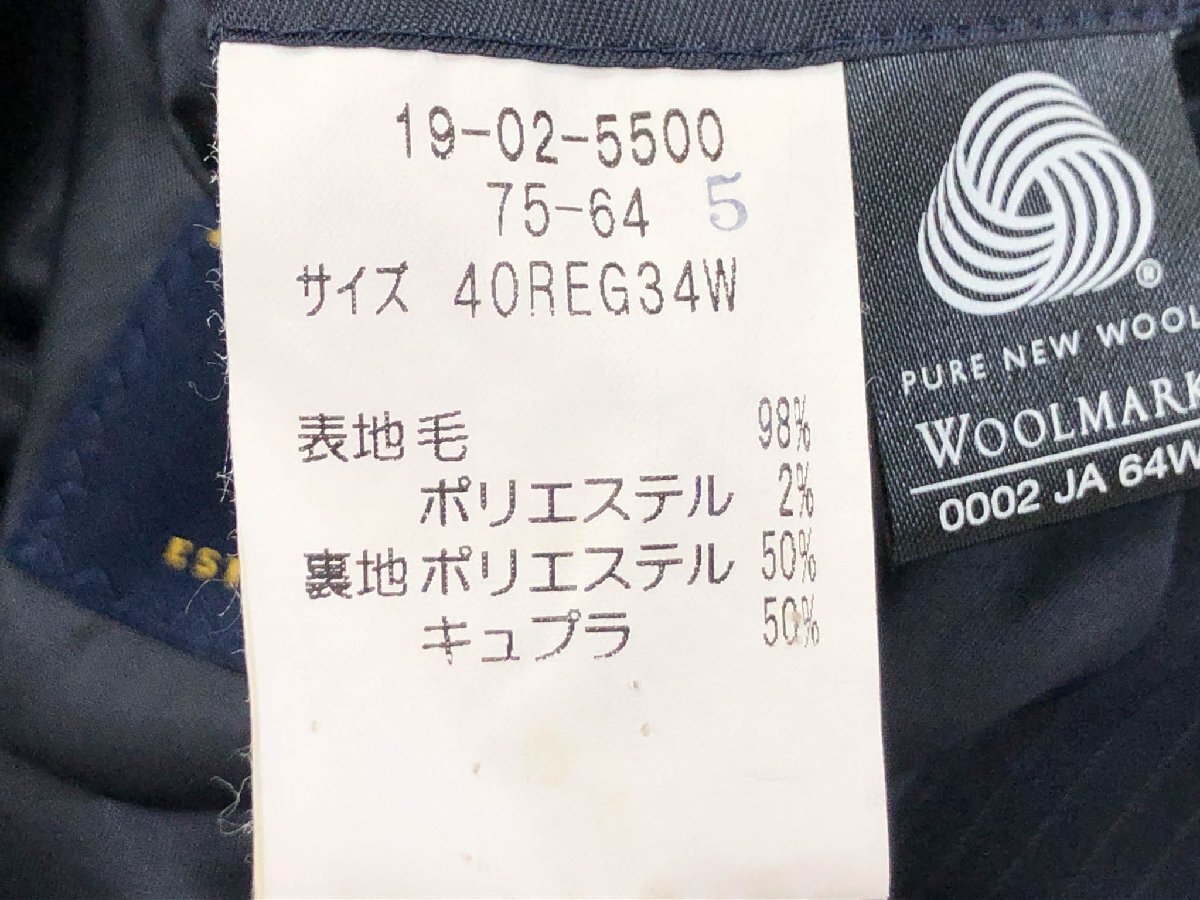 19-02-5500
75-64 5
サイズ 40REG34W
表地 毛 98%
ポリエステル 2%
裏地 ポリエステル 50%
キュプラ 50%
®
PURE NEW WOOL
WOOLMARK
0002 JA 64W